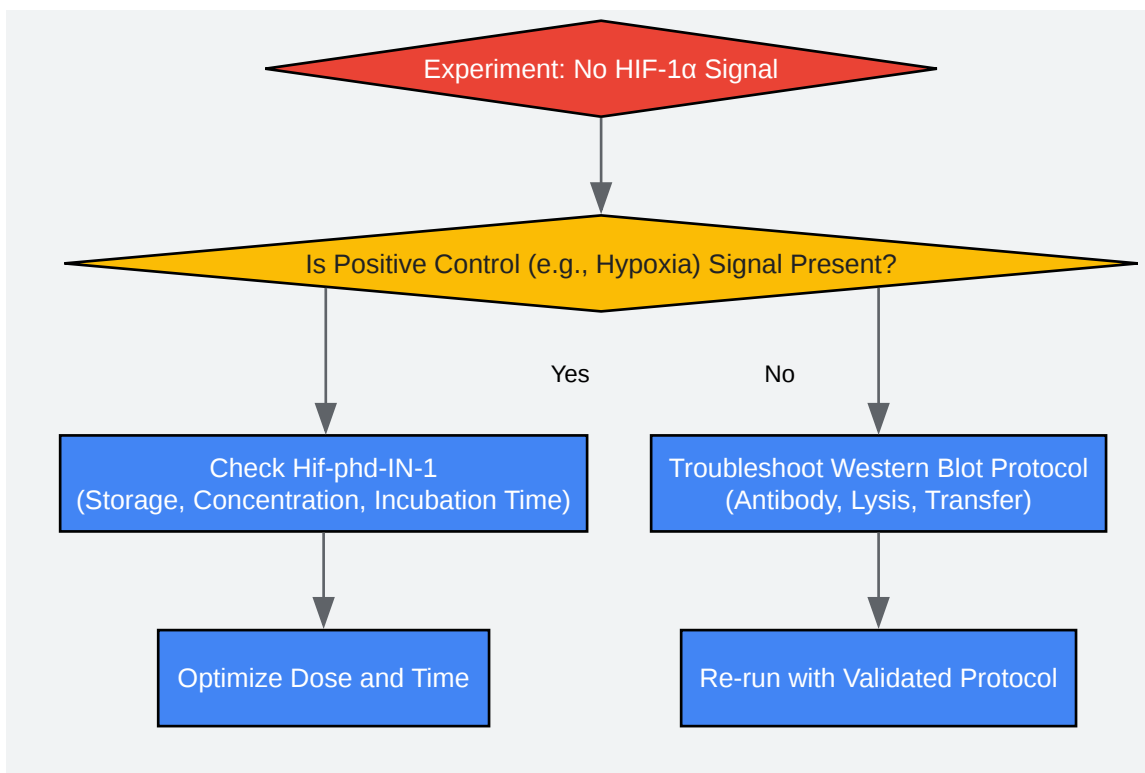 Experiment: No HIF-1α Signal
Is Positive Control (e.g., Hypoxia) Signal Present?
Yes
No
Check Hif-phd-IN-1
(Storage, Concentration, Incubation Time)
Troubleshoot Western Blot Protocol
(Antibody, Lysis, Transfer)
Optimize Dose and Time
Re-run with Validated Protocol